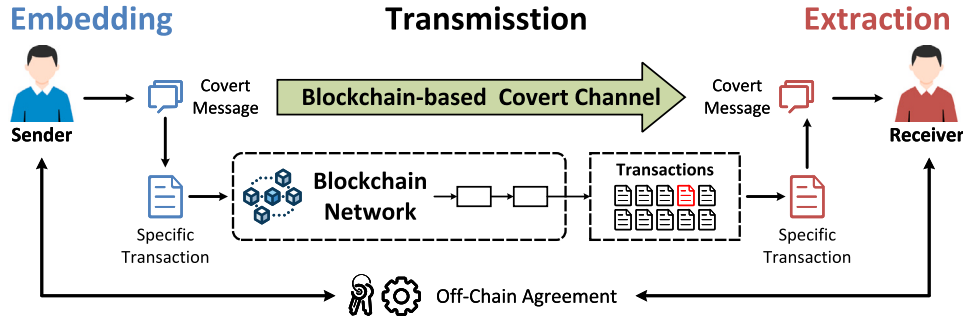 Embedding
Transmisstion
Extraction
Covert
Message
Blockchain-based Covert Channel
Covert
Message
Sender
Receiver
Blockchain
Network
Transactions
Specific
Transaction
Specific
Transaction
Off-Chain Agreement